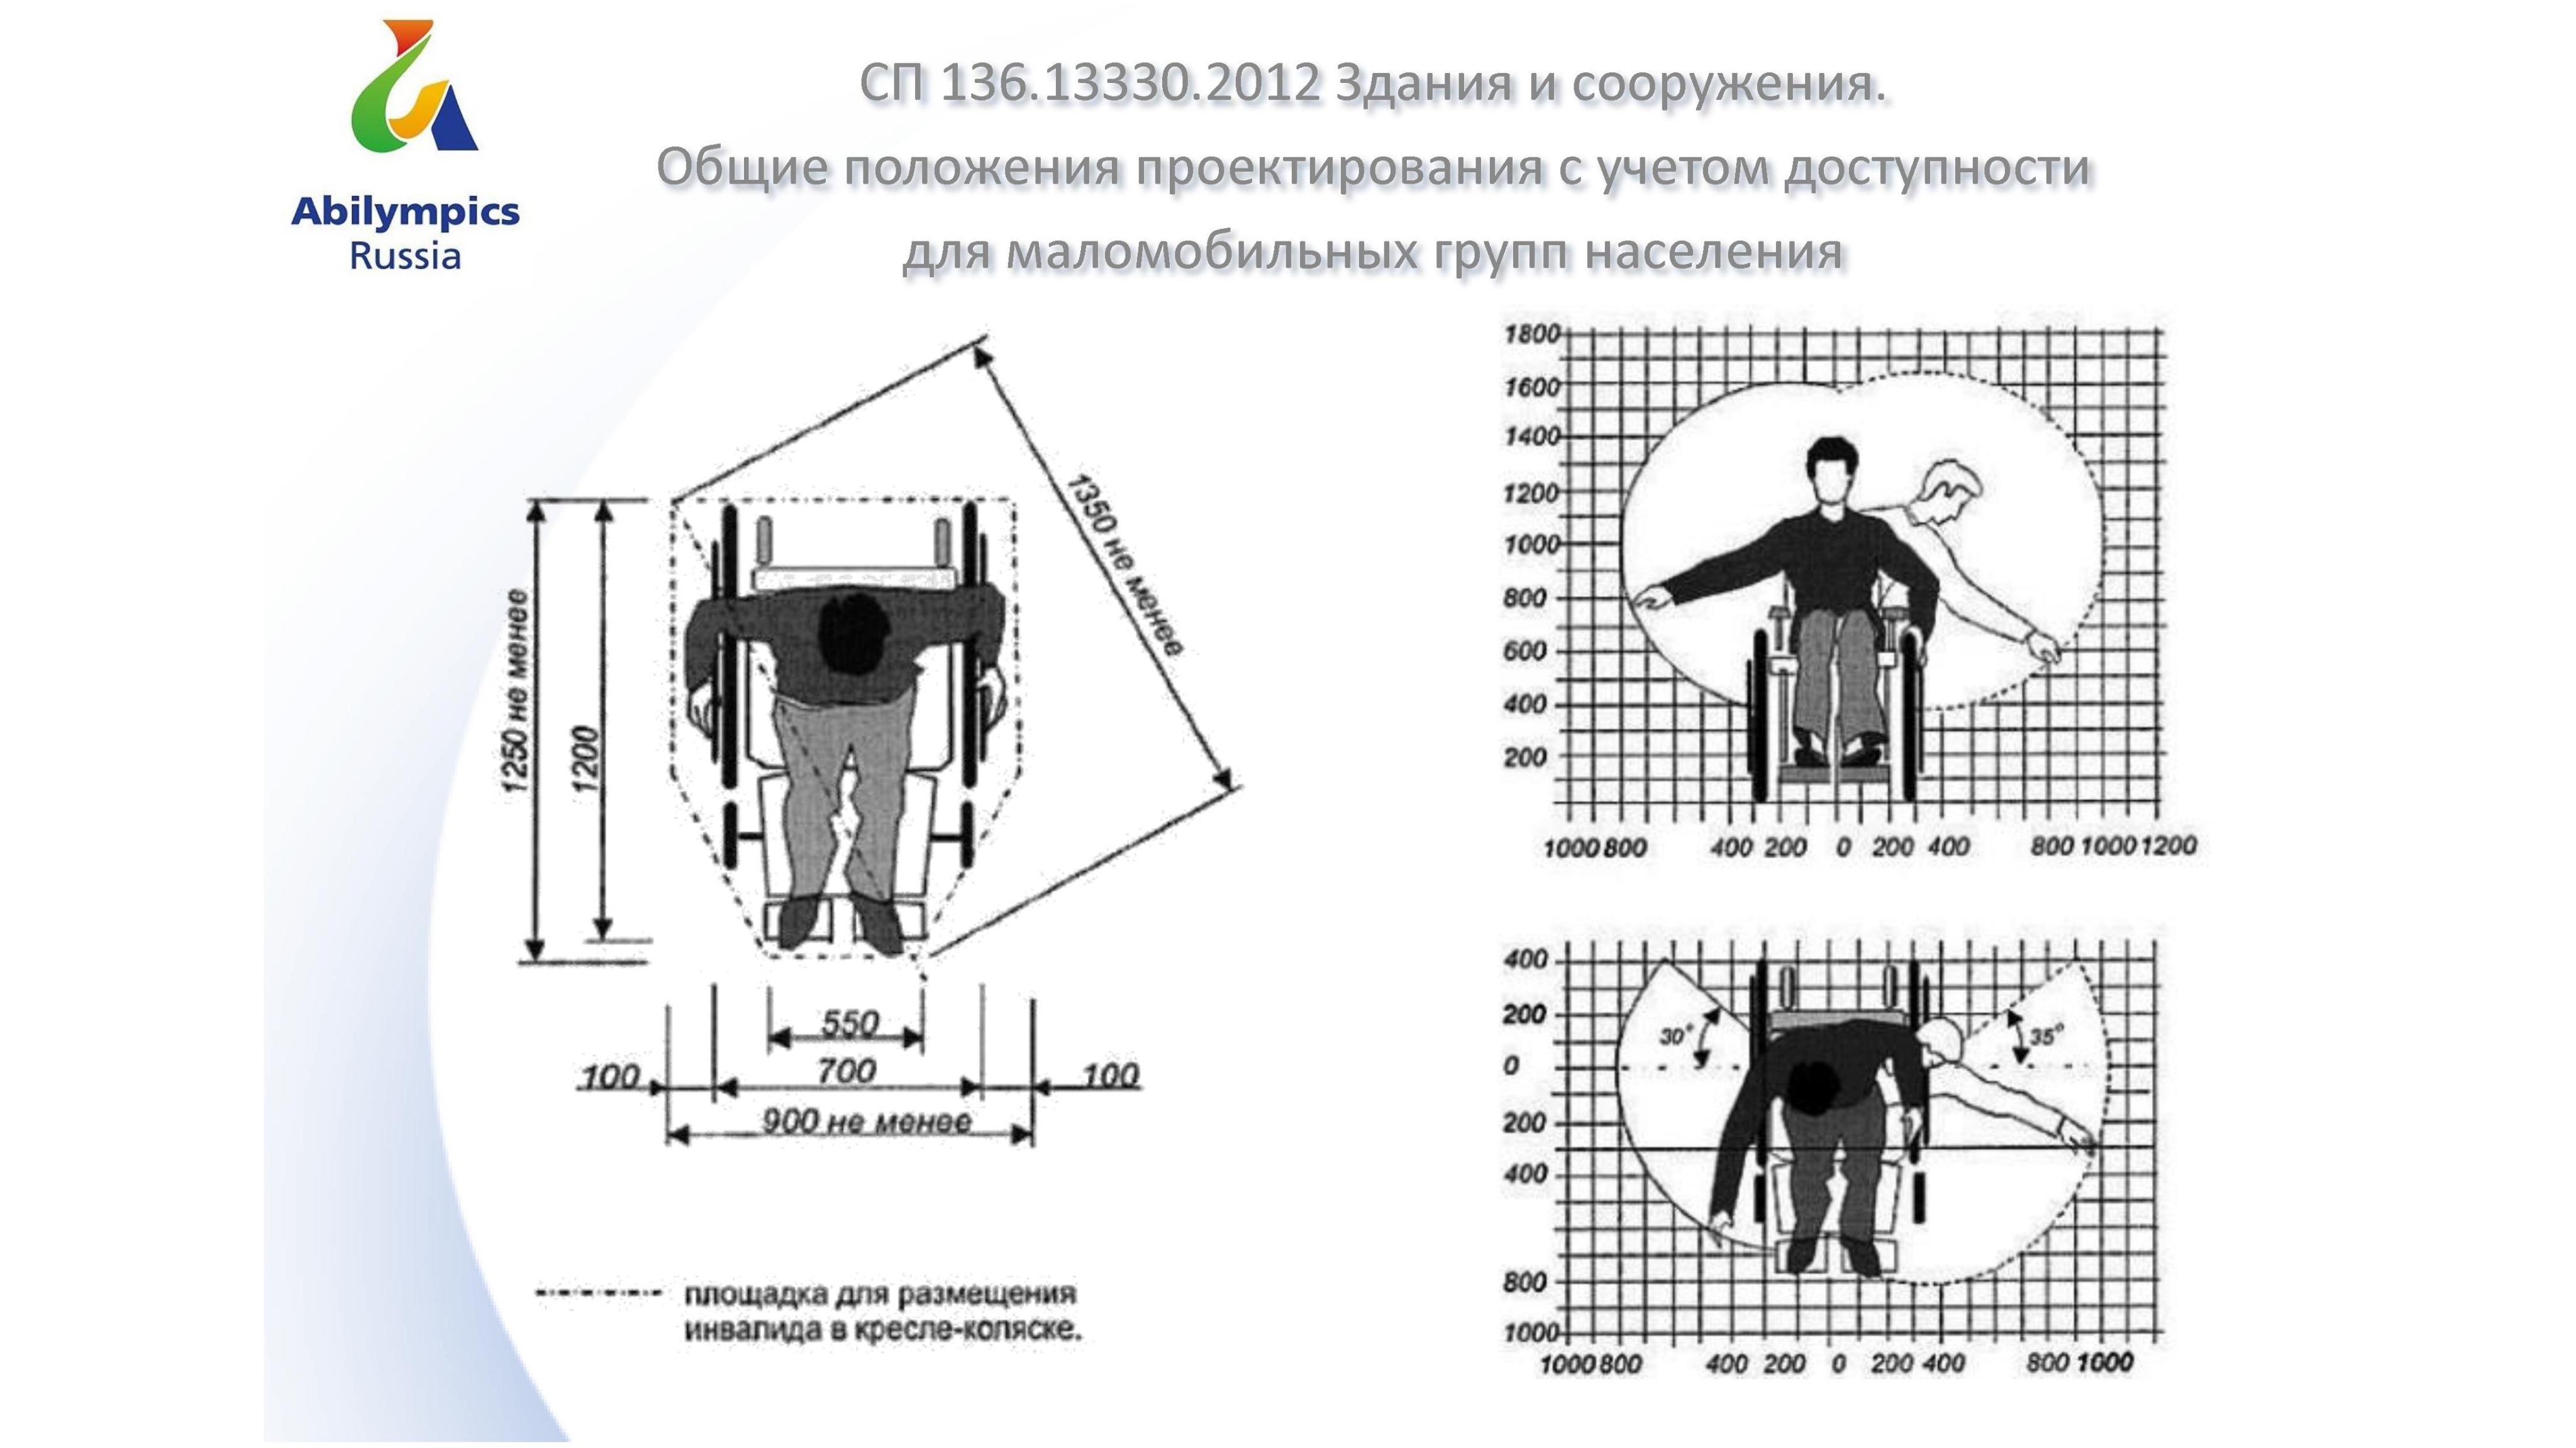 Abilympics
Russia
СП 136.13330.2012 Здания и сооружения.
Общие положения проектирования с учетом доступности
для маломобильных групп населения
1350 не менее
1250 не менее
1200
550
100 700 100
900 не менее
площадка для размещения
инвалида в кресле-коляске.
1800
1600
1400
1200
1000
800
600
400
200
1000 800 400 200 0 200 400 800 1000 1200
400
200
30° 35°
0
200
400
800
1000
1000 800 400 200 0 200 400 800 1000